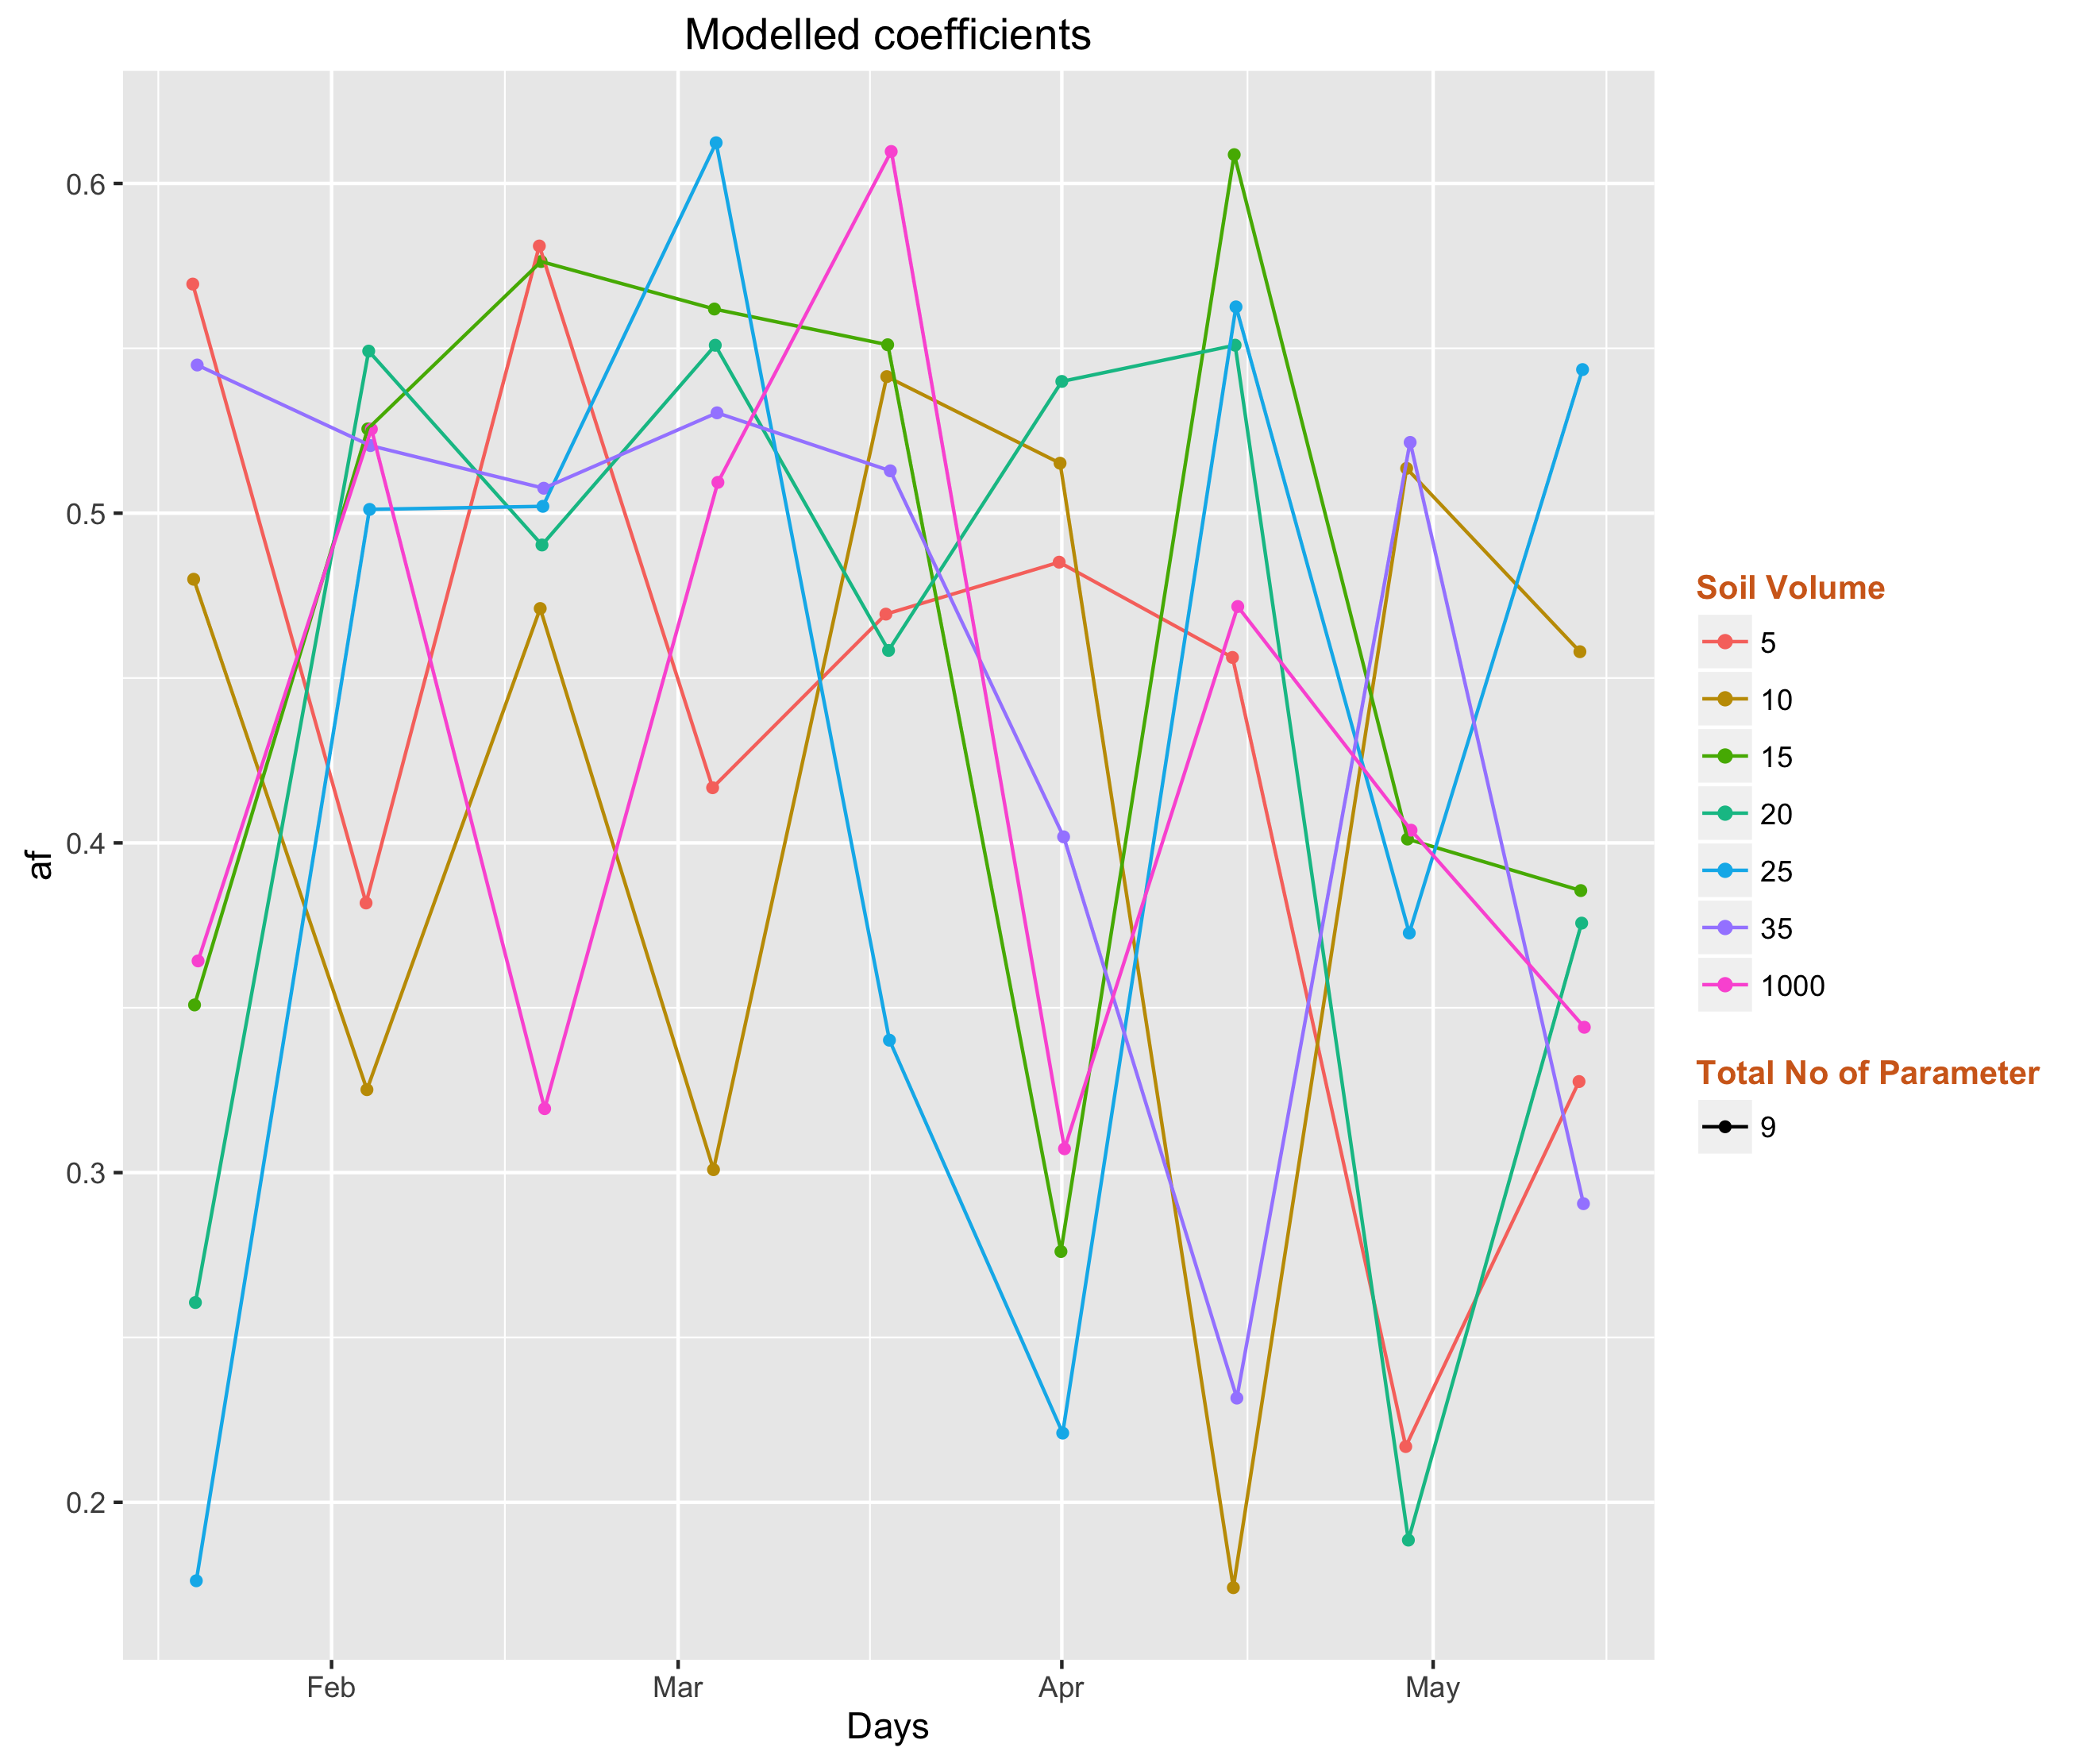 Modelled coefficients
0.6
0.5
0.4
0.3
0.2
af
Feb Mar Apr May
Days
Soil Volume
5
10
15
20
25
35
1000
Total No of Parameter
9